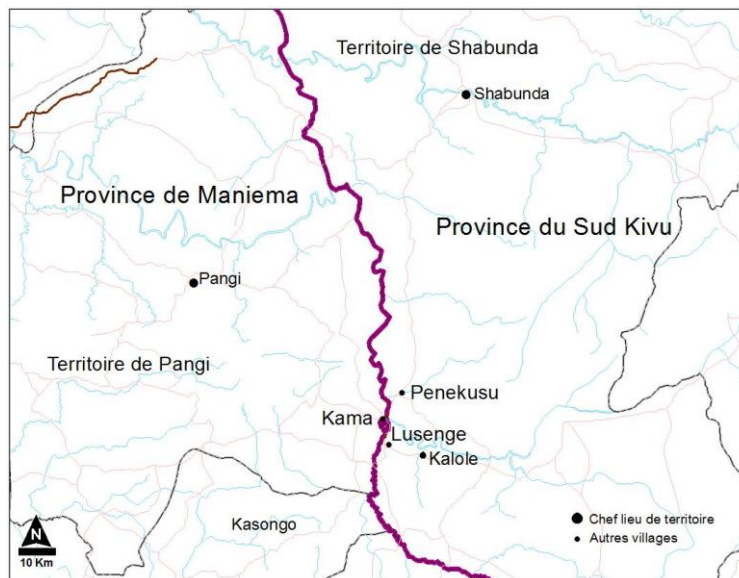 Territoire de Shabunda
Shabunda
Province de Maniema
Province du Sud Kivu
Pangi
Territoire de Pangi
Penekusu
Kama
Lusenge
Kalole
Kasongo
Chef lieu de territoire
Autres villages
N
10 Km